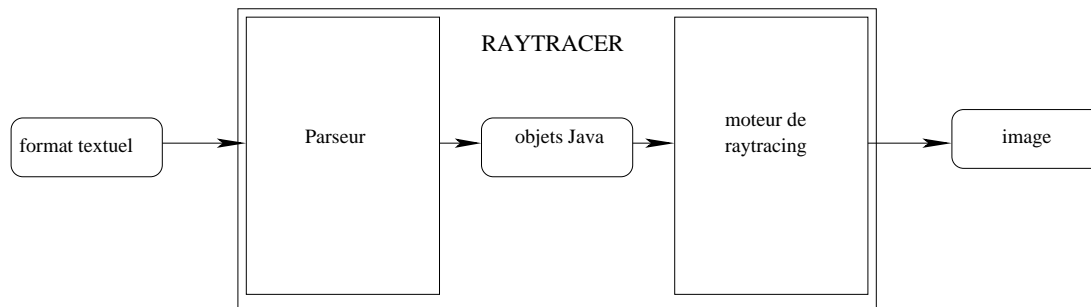 RAYTRACER
format textuel
Parseur
objets Java
moteur de
raytracing
image